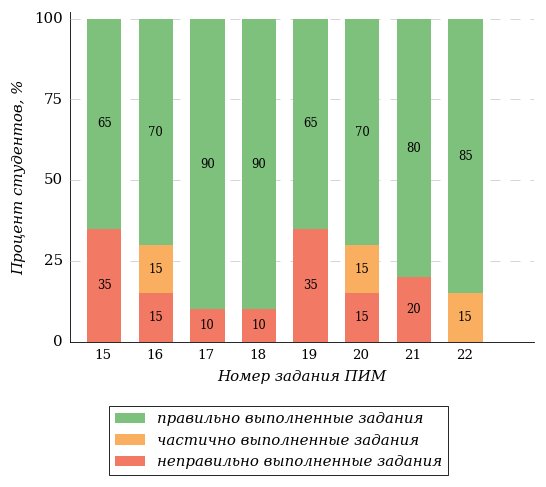 100
75
50
25
0
Процент студентов, %
65 70 90 90 65 70 80 85
35 15 15 10 10 35 15 15 20 15
15 16 17 18 19 20 21 22
Номер задания ПИМ
правильно выполненные задания
частично выполненные задания
неправильно выполненные задания